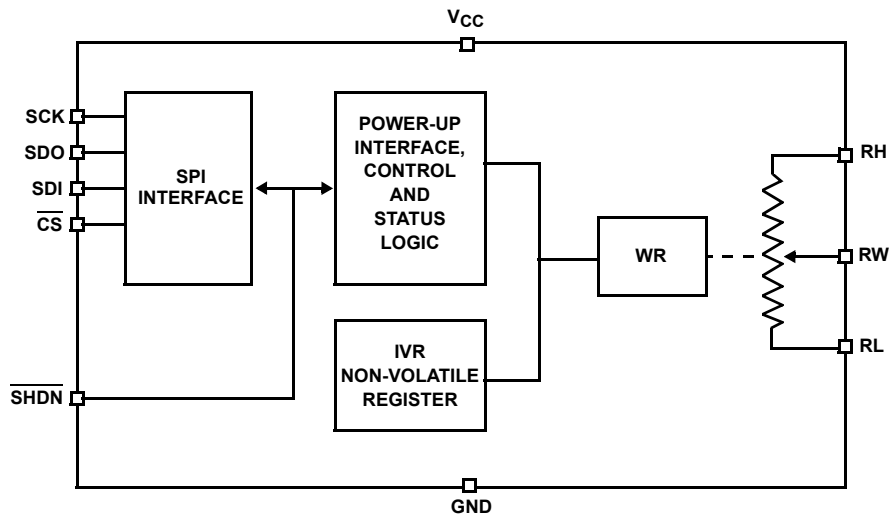 VCC
SCK
SDO
SDI
CS
SHDN
SPI
INTERFACE
POWER-UP
INTERFACE,
CONTROL
AND
STATUS
LOGIC
IVR
NON-VOLATILE
REGISTER
WR
RH
RW
RL
GND